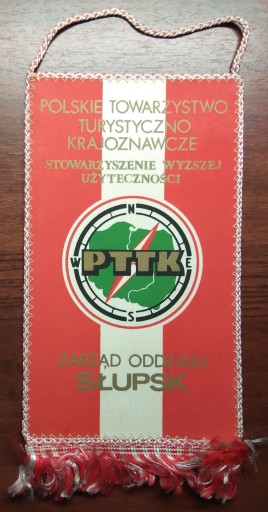 POLSKIE TOWARZYSTWO
TURYSTYCZNO
KRAJOZNAWCZE
STOWARZYSZENIE WYŻSZEJ
UŻYTECZNOŚCI
N
W PTTK E
S
ZARZĄD ODDZIAŁU
SŁUPSK